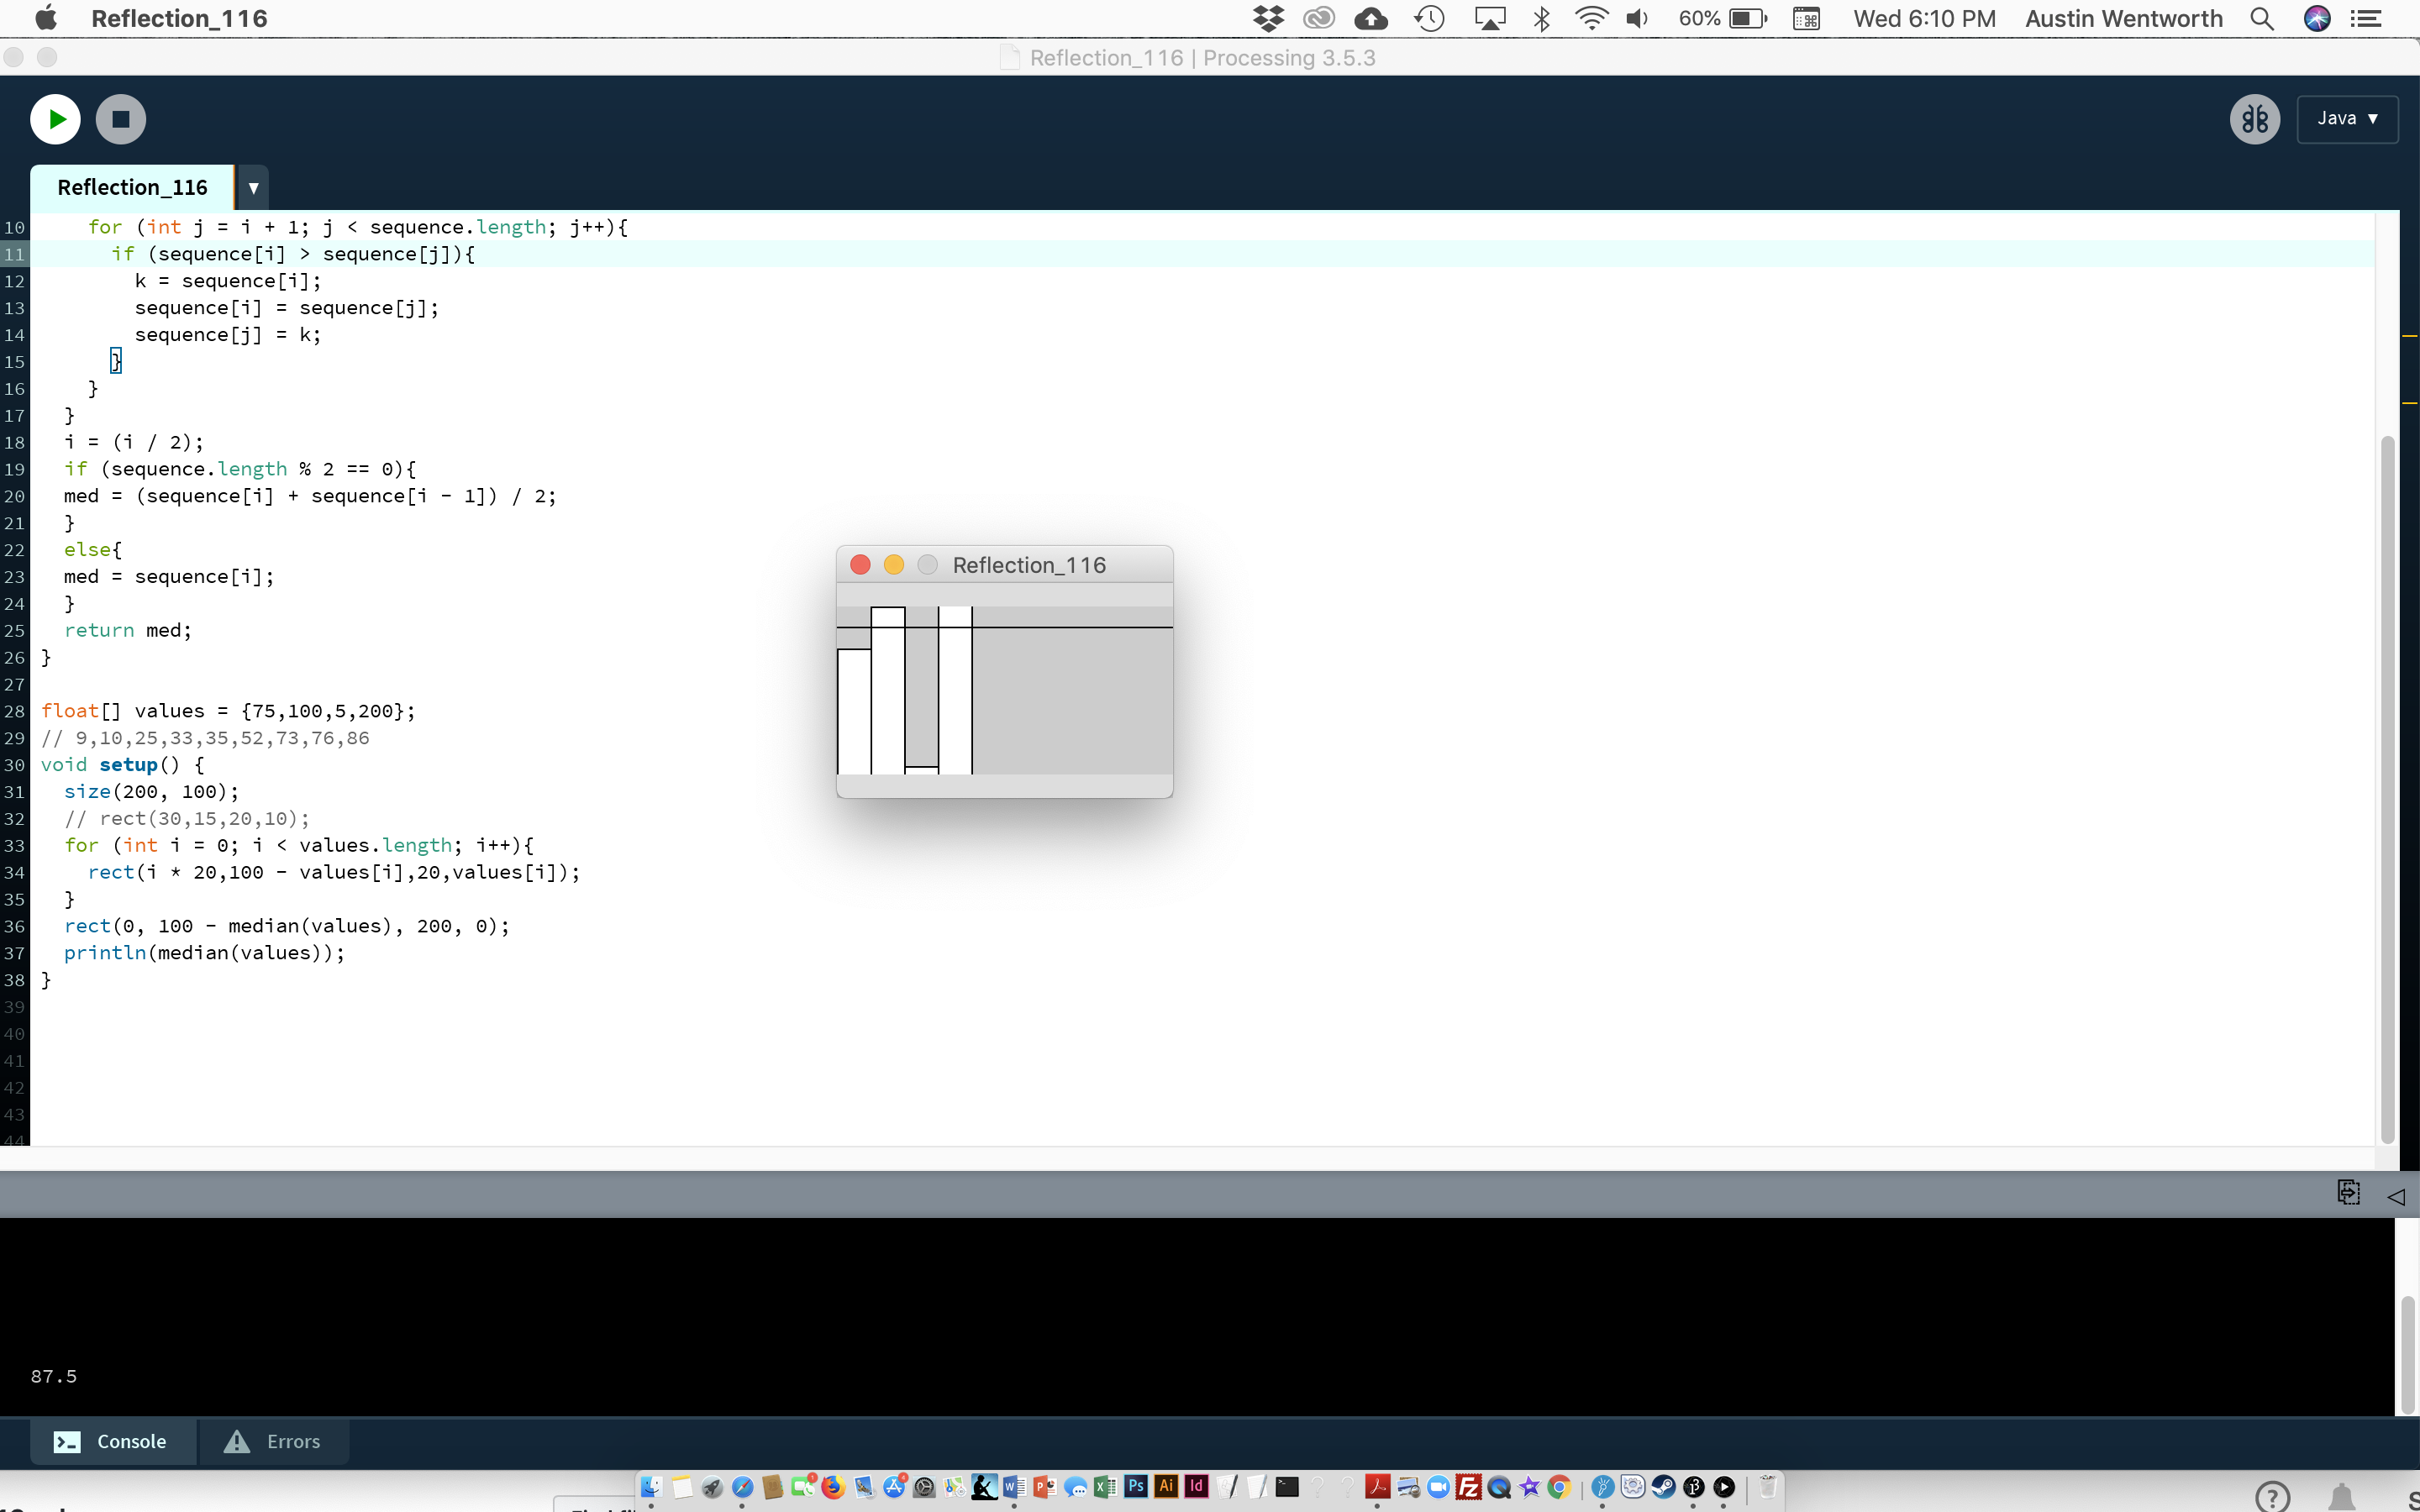 Reflection_116
60%
Wed 6:10 PM
Austin Wentworth
Reflection_116 | Processing 3.5.3
Java ▼
Reflection_116 ▼
10 for (int j = i + 1; j < sequence.length; j++){
11 if (sequence[i] > sequence[j]){
12 k = sequence[i];
13 sequence[i] = sequence[j];
14 sequence[j] = k;
15 }
16 }
17 }
18 i = (i / 2);
19 if (sequence.length % 2 == 0){
20 med = (sequence[i] + sequence[i - 1]) / 2;
21 }
22 else{
23 med = sequence[i];
24 }
25 return med;
26 }
27
28 float[] values = {75,100,5,200};
29 // 9,10,25,33,35,52,73,76,86
30 void setup() {
31 size(200, 100);
32 // rect(30,15,20,10);
33 for (int i = 0; i < values.length; i++){
34 rect(i * 20,100 - values[i],20,values[i]);
35 }
36 rect(0, 100 - median(values), 200, 0);
37 println(median(values));
38 }
39
40
41
42
43
44
Reflection_116
87.5
Console
Errors
Ps
Ai
Id